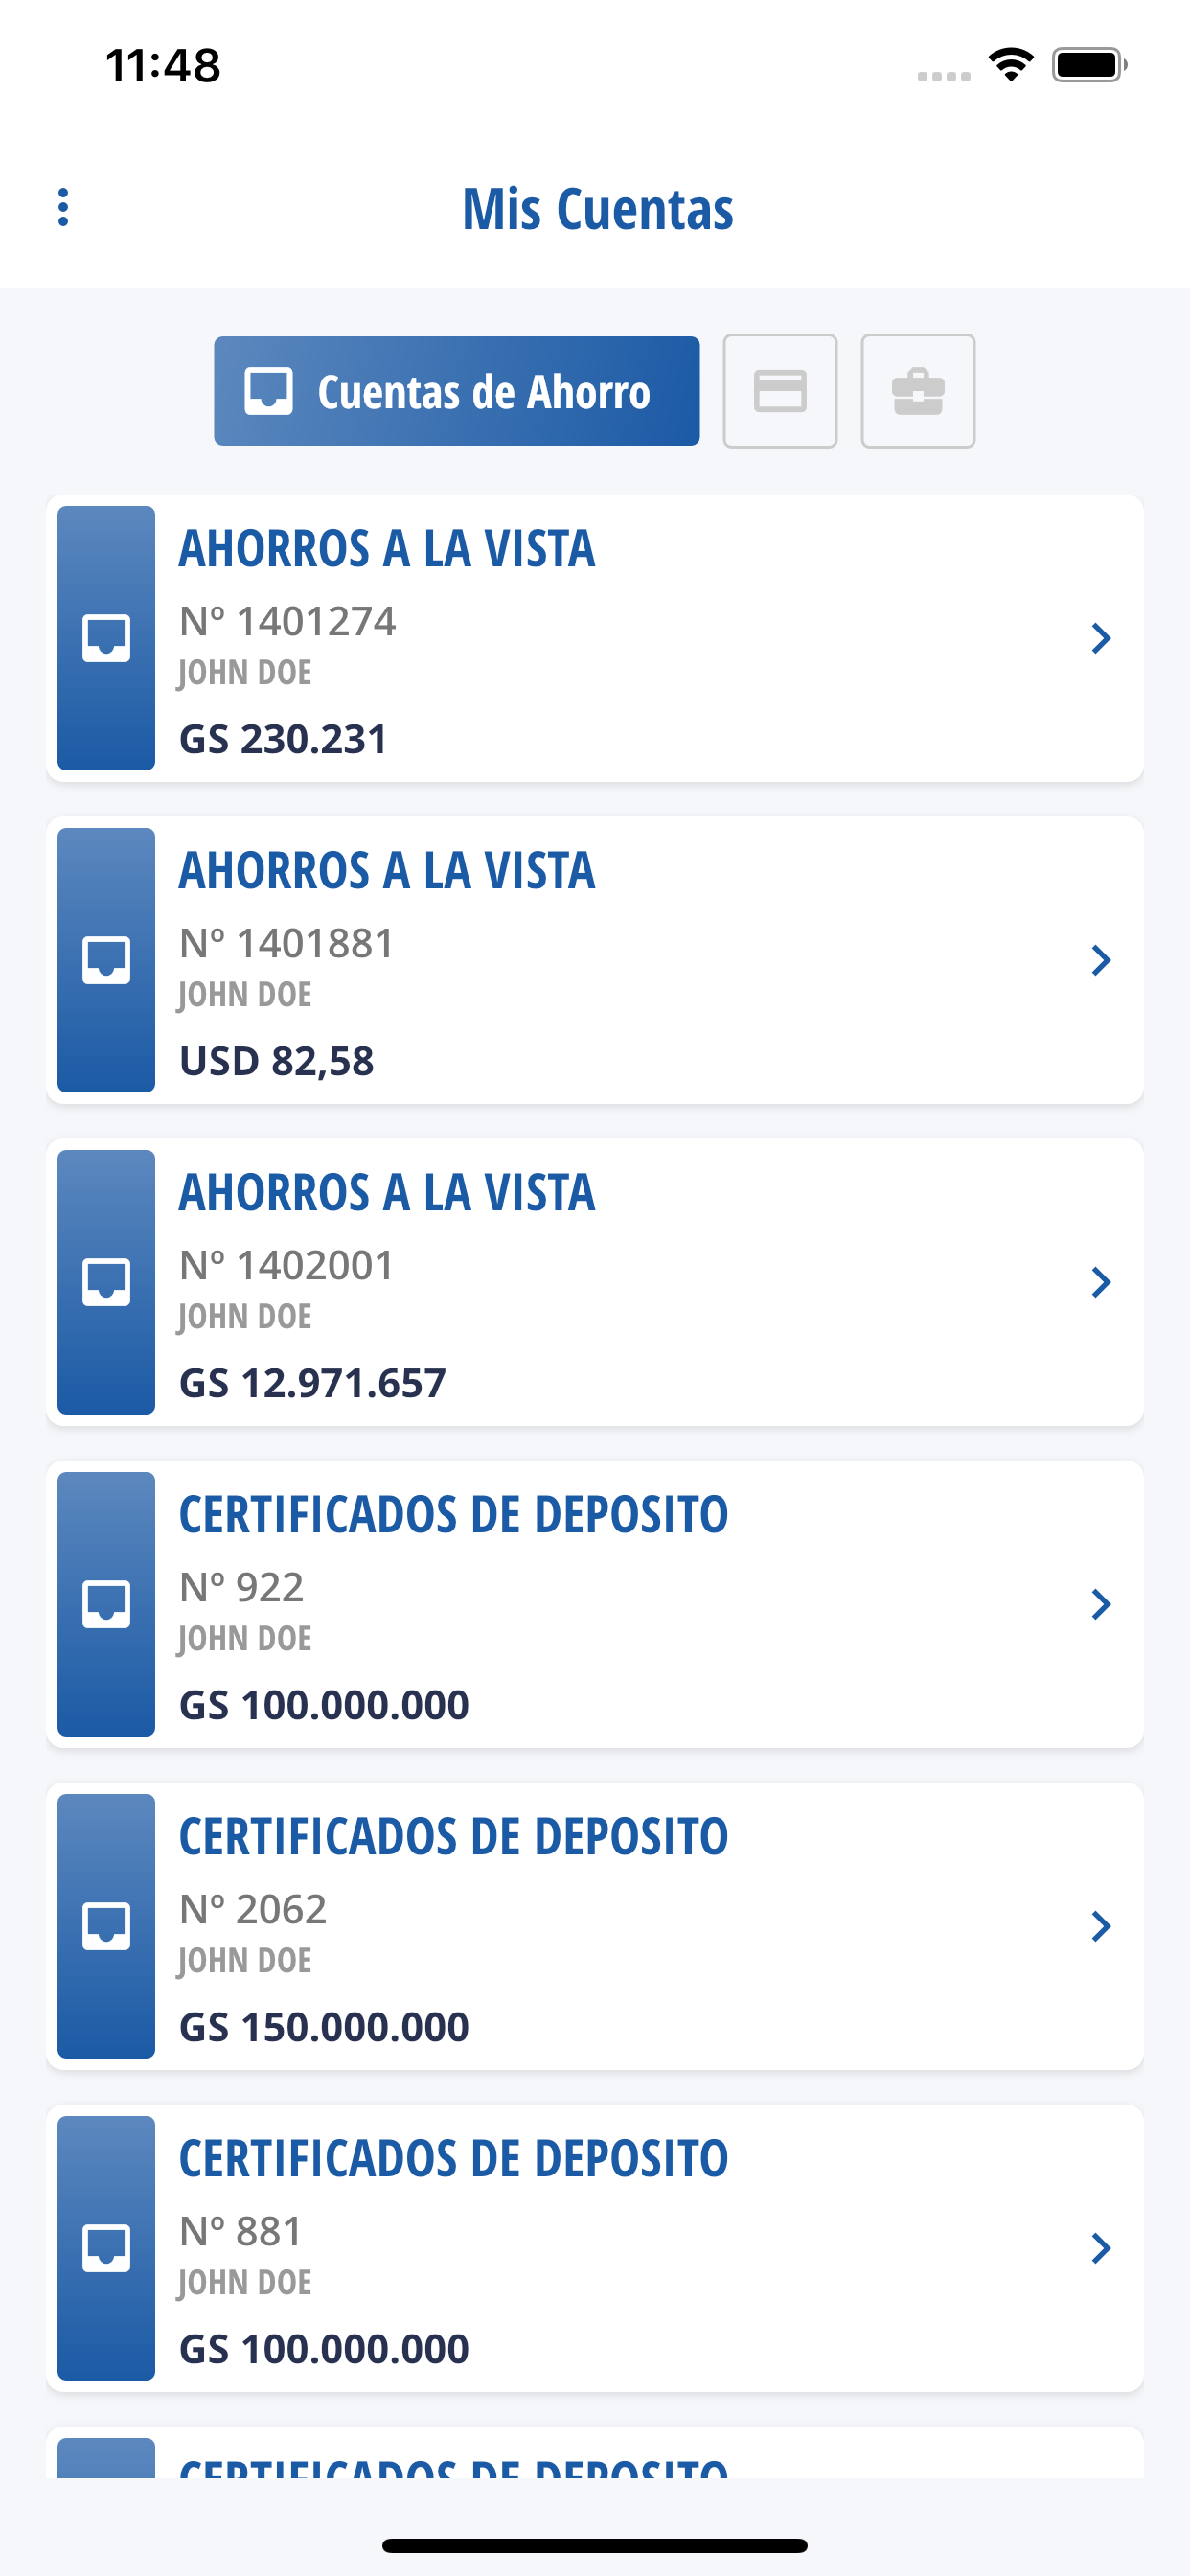 11:48
Mis Cuentas
Cuentas de Ahorro
AHORROS A LA VISTA
Nº 1401274
JOHN DOE
GS 230.231
AHORROS A LA VISTA
Nº 1401881
JOHN DOE
USD 82,58
AHORROS A LA VISTA
Nº 1402001
JOHN DOE
GS 12.971.657
CERTIFICADOS DE DEPOSITO
Nº 922
JOHN DOE
GS 100.000.000
CERTIFICADOS DE DEPOSITO
Nº 2062
JOHN DOE
GS 150.000.000
CERTIFICADOS DE DEPOSITO
Nº 881
JOHN DOE
GS 100.000.000
CERTIFICADOS DE DEPOSITO